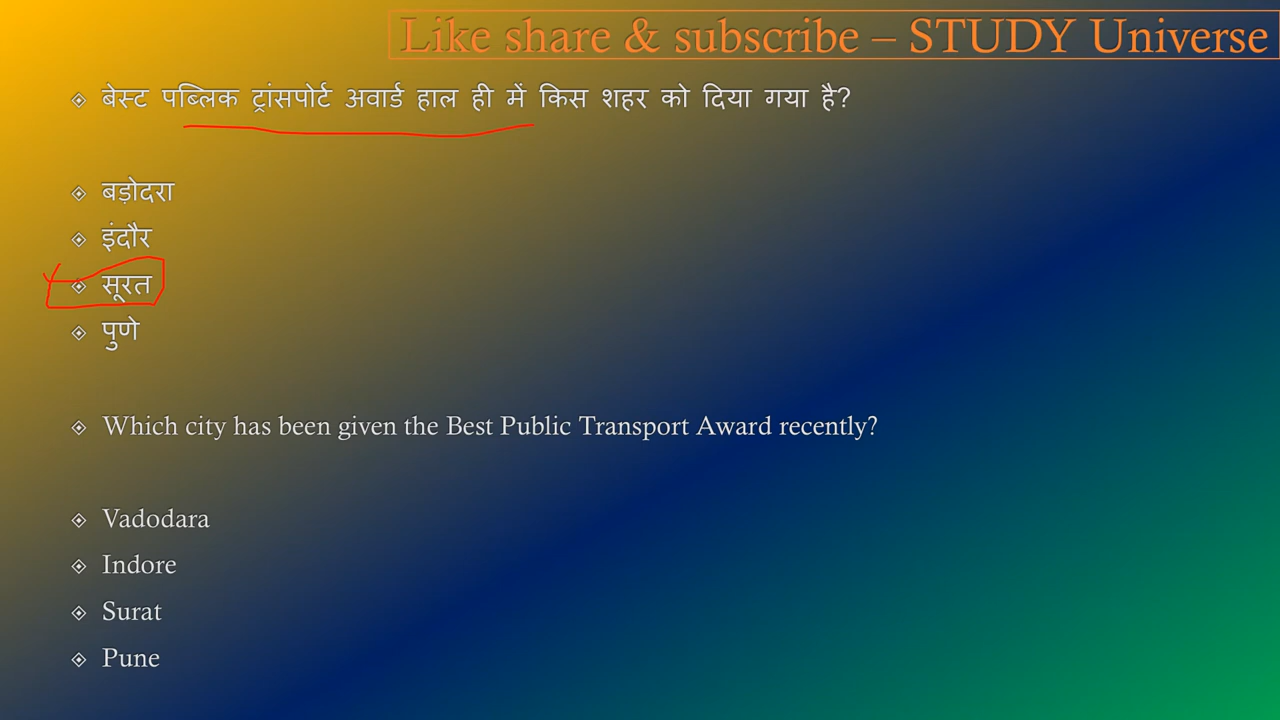 Like share & subscribe – STUDY Universe
बेस्ट पब्लिक ट्रांसपोर्ट अवार्ड हाल ही में किस शहर को दिया गया है?
बड़ोदरा
इंदौर
सूरत
पुणे
Which city has been given the Best Public Transport Award recently?
Vadodara
Indore
Surat
Pune